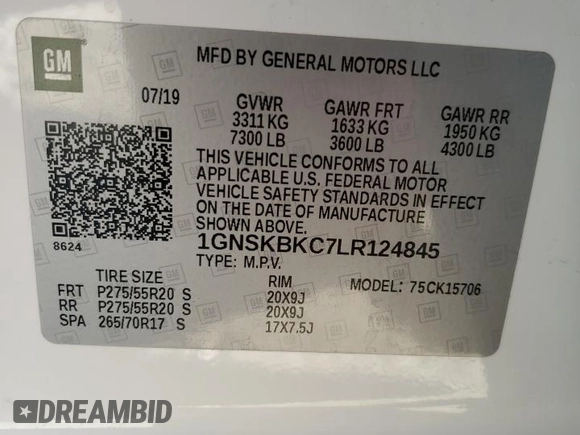 GM
MFD BY GENERAL MOTORS LLC
07/19
GVWR GAWR FRT GAWR RR
3311 KG 1633 KG 1950 KG
7300 LB 3600 LB 4300 LB
THIS VEHICLE CONFORMS TO ALL
APPLICABLE U.S. FEDERAL MOTOR
VEHICLE SAFETY STANDARDS IN EFFECT
ON THE DATE OF MANUFACTURE
SHOWN ABOVE.
8624
1GNSKBKC7LR124845
TYPE: M.P.V.
TIRE SIZE RIM MODEL: 75CK15706
FRT P275/55R20 S 20X9J
RR P275/55R20 S 20X9J
SPA 265/70R17 S 17X7.5J
DREAMBID